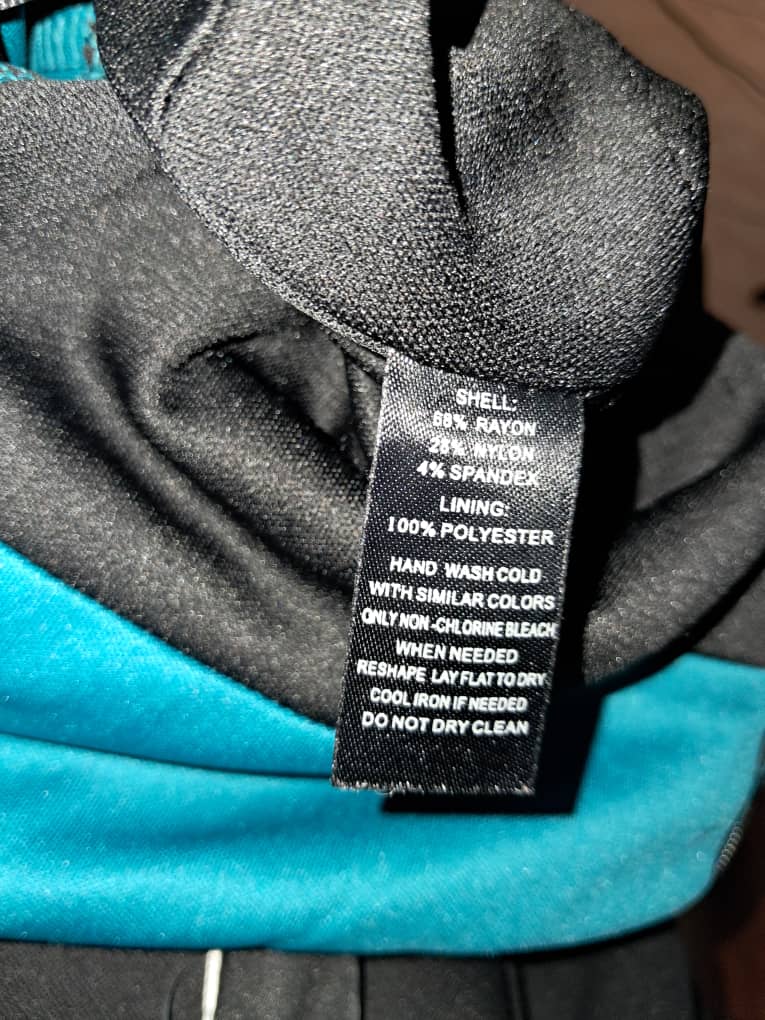 SHELL:
68% RAYON
28% NYLON
4% SPANDEX
LINING:
100% POLYESTER
HAND WASH COLD
WITH SIMILAR COLORS
ONLY NON-CHLORINE BLEACH
WHEN NEEDED
RESHAPE LAY FLAT TO DRY
COOL IRON IF NEEDED
DO NOT DRY CLEAN